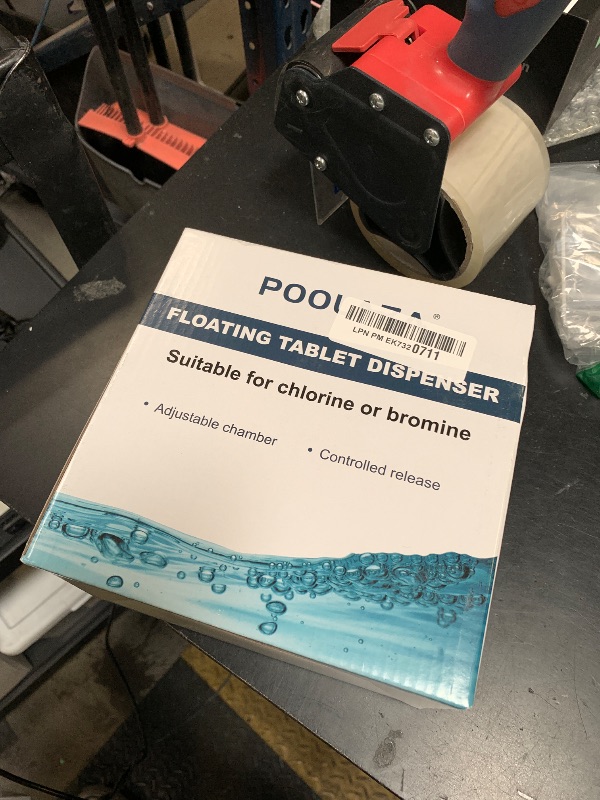 ®
LPN PM EK7320711
FLOATING TABLET DISPENSER
Suitable for chlorine or bromine
• Adjustable chamber
• Controlled release